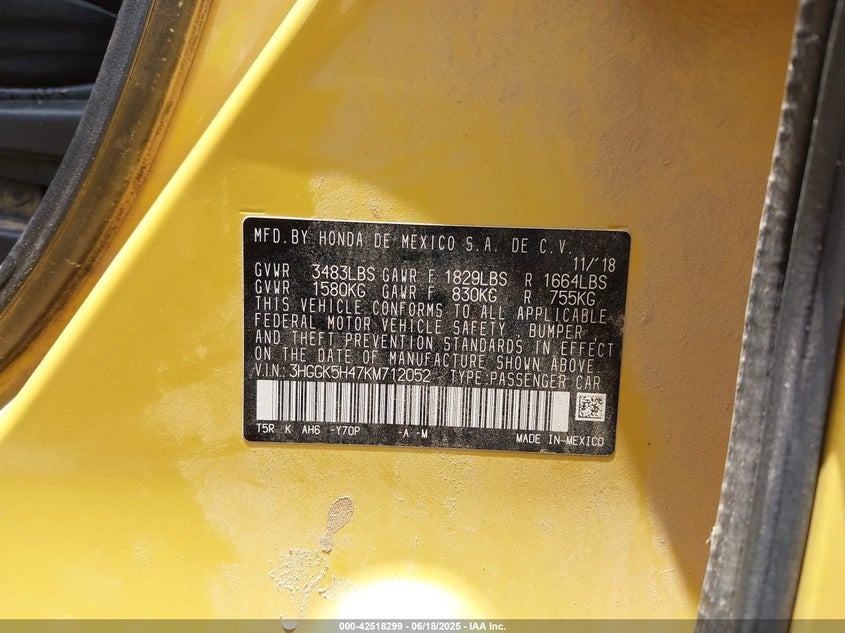 MFD.BY HONDA DE MEXICO S.A. DE C.V.
11/'18
GVWR 3483LBS GAWR F 1829LBS R 1664LBS
GVWR 1580KG GAWR F 830KG R 755KG
THIS VEHICLE CONFORMS TO ALL APPLICABLE
FEDERAL MOTOR VEHICLE SAFETY, BUMPER,
AND THEFT PREVENTION STANDARDS IN EFFECT
ON THE DATE OF MANUFACTURE SHOWN ABOVE.
V.I.N.: 3HGGK5H47KM712052 TYPE:PASSENGER CAR
T5R K AH6 -Y70P -A -M MADE IN MEXICO
000-42518299 - 06/18/2025 - IAA Inc.